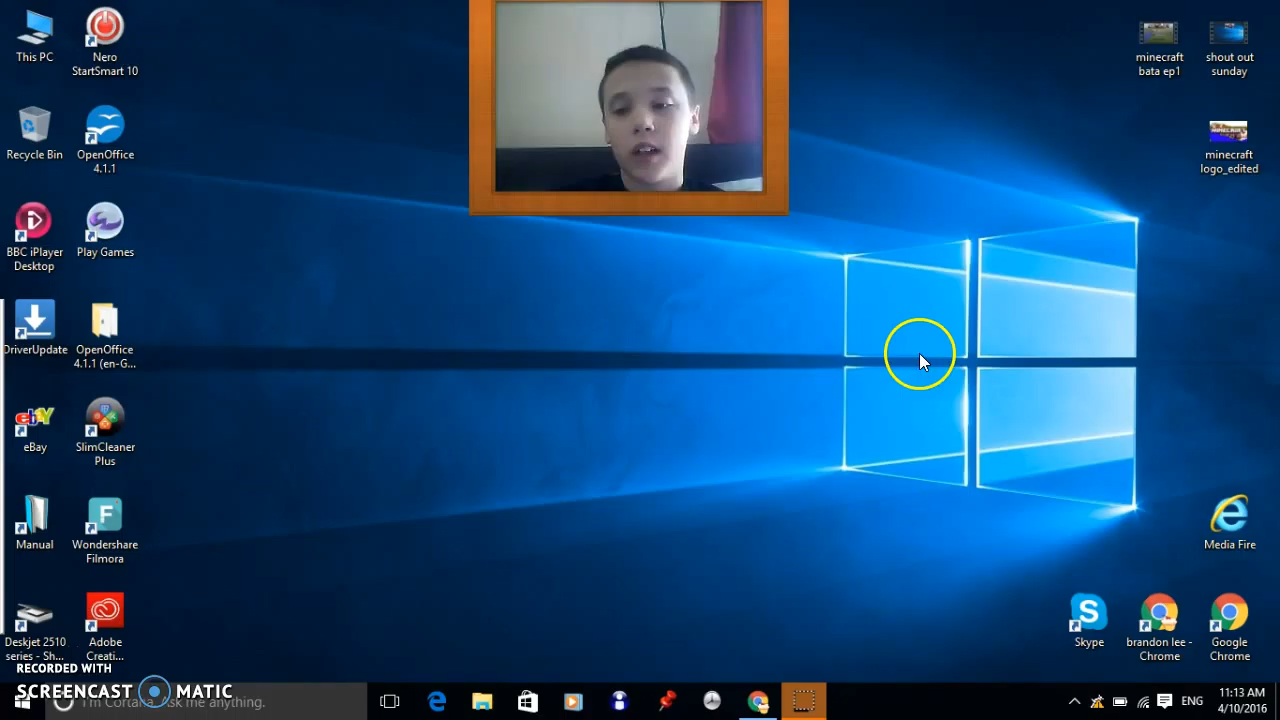 This PC
Nero
StartSmart 10
Recycle Bin
OpenOffice
4.1.1
BBC iPlayer
Desktop
Play Games
DriverUpdate
OpenOffice
4.1.1 (en-G...
eBay
SlimCleaner
Plus
Manual
Wondershare
Filmora
Deskjet 2510
series - Sh...
Adobe
Creati...
minecraft
bata ep1
shout out
sunday
minecraft
logo_edited
Media Fire
Skype
brandon lee -
Chrome
Google
Chrome
RECORDED WITH
SCREENCAST MATIC
I'm Cortana. Ask me anything.
ENG
11:13 AM
4/10/2016